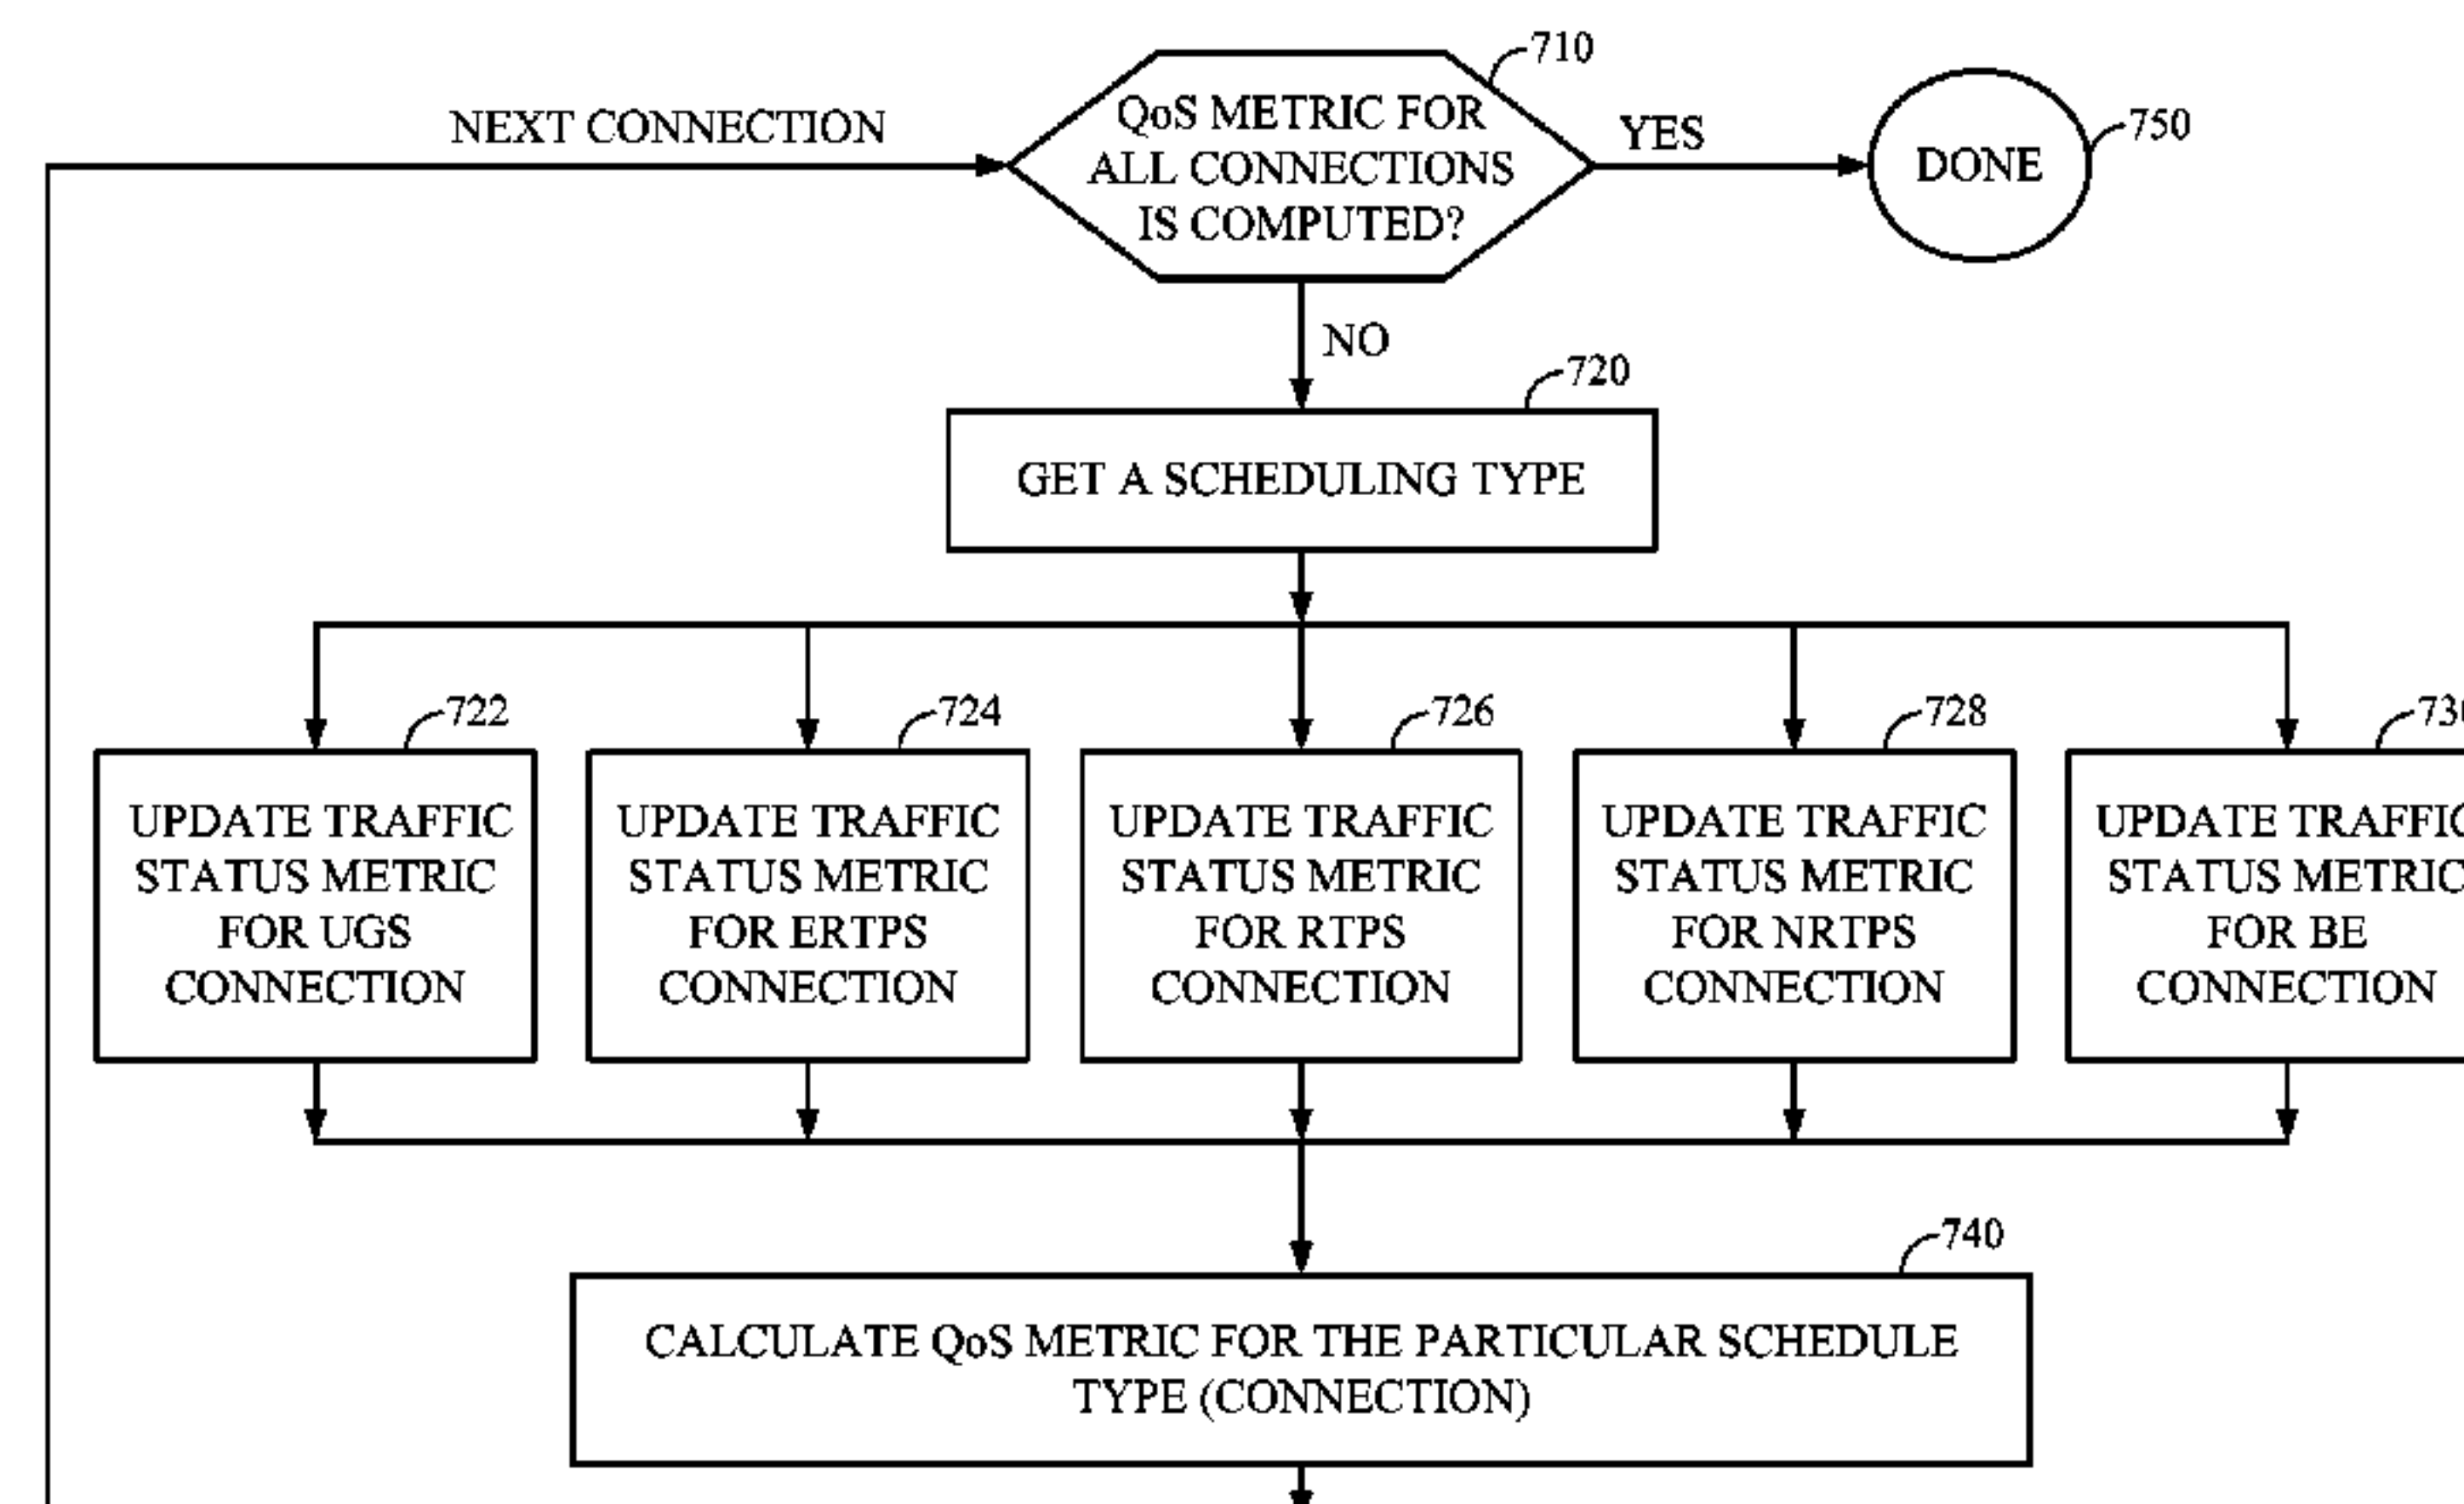 710
NEXT CONNECTION
QoS METRIC FOR
ALL CONNECTIONS
IS COMPUTED?
YES
DONE
750
NO
720
GET A SCHEDULING TYPE
722
724
726
728
UPDATE TRAFFIC
STATUS METRIC
FOR UGS
CONNECTION
UPDATE TRAFFIC
STATUS METRIC
FOR ERTPS
CONNECTION
UPDATE TRAFFIC
STATUS METRIC
FOR RTPS
CONNECTION
UPDATE TRAFFIC
STATUS METRIC
FOR NRTPS
CONNECTION
UPDATE TRAFFIC
STATUS METRIC
FOR BE
CONNECTION
740
CALCULATE QoS METRIC FOR THE PARTICULAR SCHEDULE
TYPE (CONNECTION)